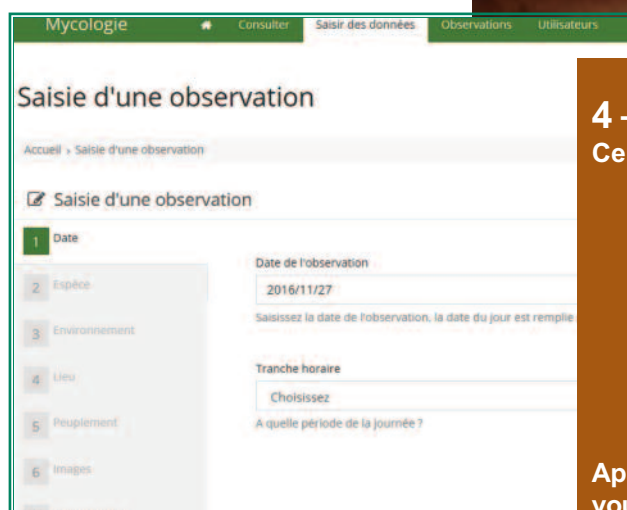 Mycologie Consulter Saisir des données Observations Utilisateurs
Saisie d'une observation
Accueil › Saisie d'une observation
Saisie d'une observation
1 Date
2 Espèce
3 Environnement
4 Lieu
5 Peuplement
6 Images
Date de l'observation
2016/11/27
Saisissez la date de l'observation, la date du jour est remplie
Tranche horaire
Choisissez
A quelle période de la journée ?
4 -
Ce
Ap